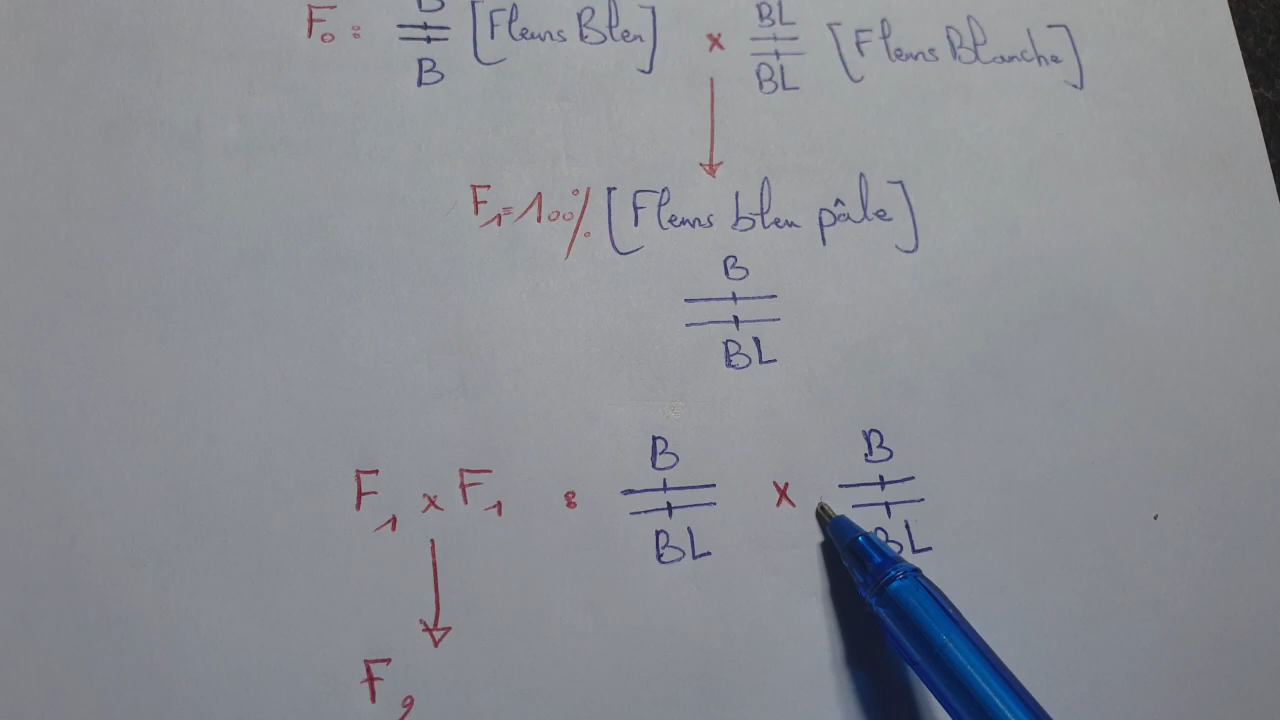 B BL
F₀ : [Fleurs Bleu] x [Fleurs Blanche]
B BL
F₁=100% [Fleurs bleu pâle]
B
BL
B B
F₁ x F₁ : x
BL BL
F₂